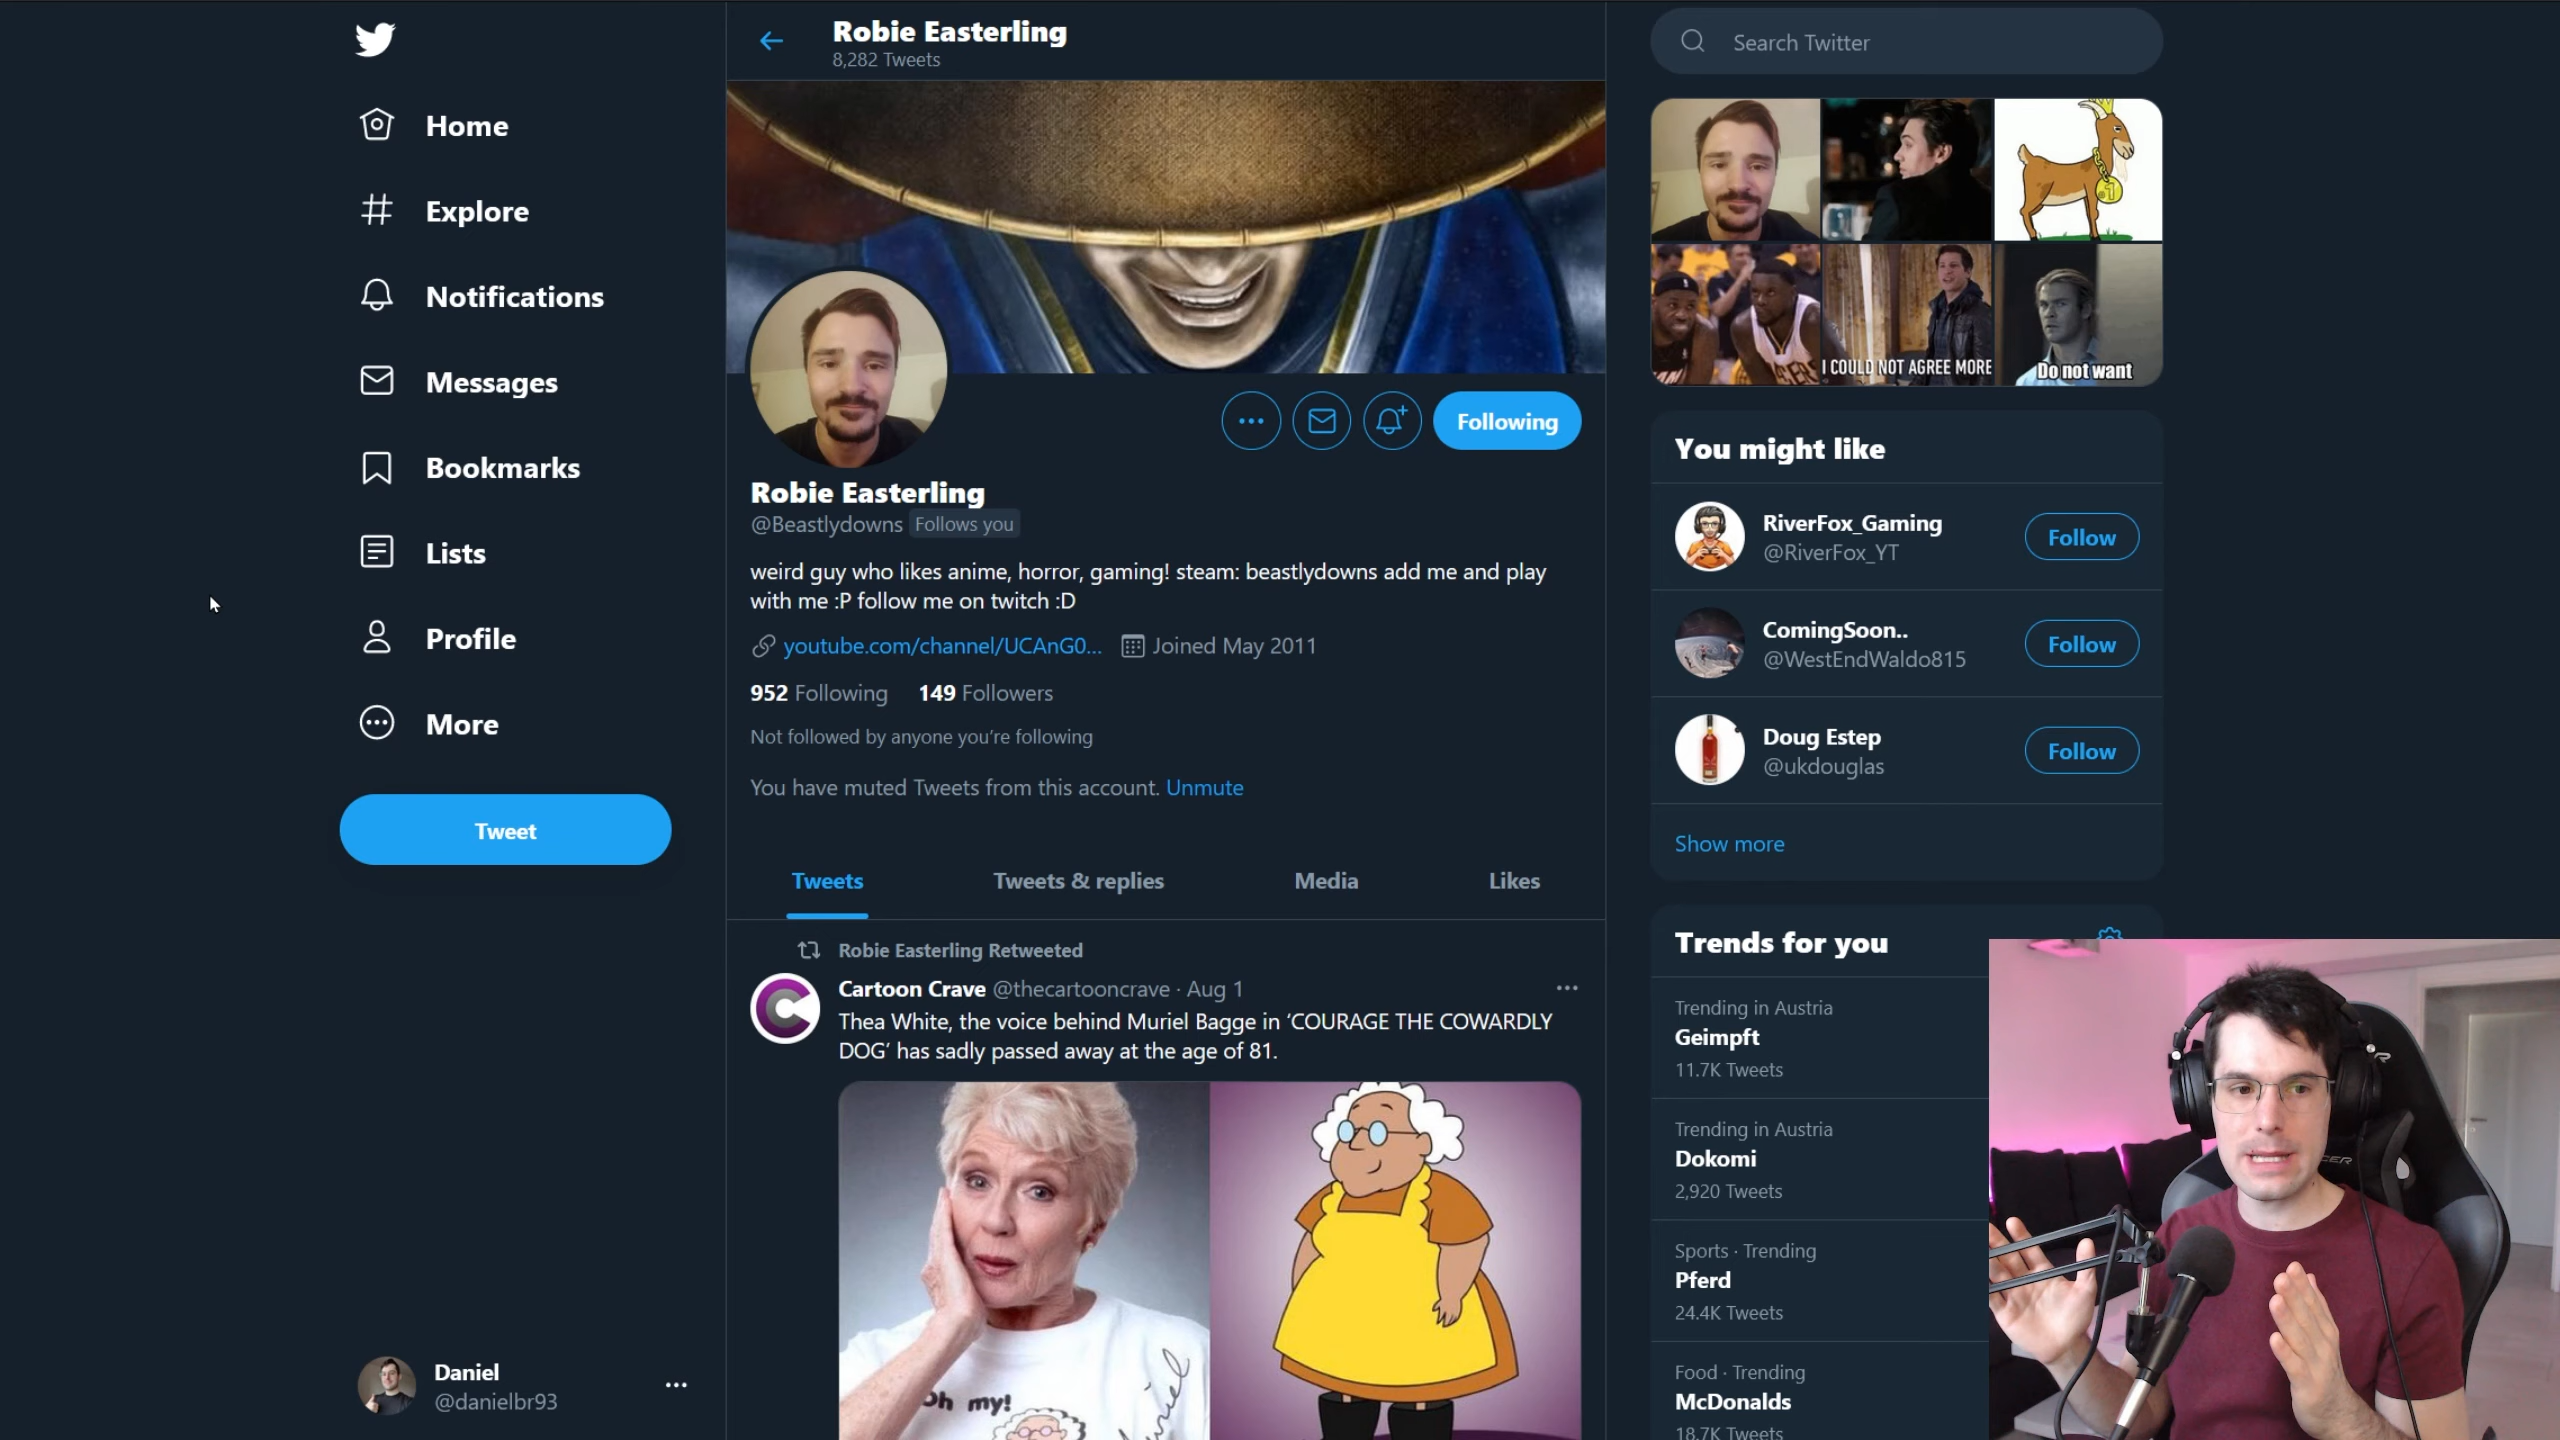 Home
Explore
Notifications
Messages
Bookmarks
Lists
Profile
More
Tweet
Daniel
@danielbr93
Robie Easterling
8,282 Tweets
Following
Robie Easterling
@Beastlydowns Follows you
weird guy who likes anime, horror, gaming! steam: beastlydowns add me and play
with me :P follow me on twitch :D
youtube.com/channel/UCAnG0... Joined May 2011
952 Following 149 Followers
Not followed by anyone you're following
You have muted Tweets from this account. Unmute
Tweets Tweets & replies Media Likes
Robie Easterling Retweeted
Cartoon Crave @thecartooncrave · Aug 1
Thea White, the voice behind Muriel Bagge in ‘COURAGE THE COWARDLY
DOG’ has sadly passed away at the age of 81.
Oh my!
Search Twitter
I COULD NOT AGREE MORE
Do not want
You might like
RiverFox_Gaming
@RiverFox_YT
Follow
ComingSoon..
@WestEndWaldo815
Follow
Doug Estep
@ukdouglas
Follow
Show more
Trends for you
Trending in Austria
Geimpft
11.7K Tweets
Trending in Austria
Dokomi
2,920 Tweets
Sports · Trending
Pferd
24.4K Tweets
Food · Trending
McDonalds
18.7K Tweets